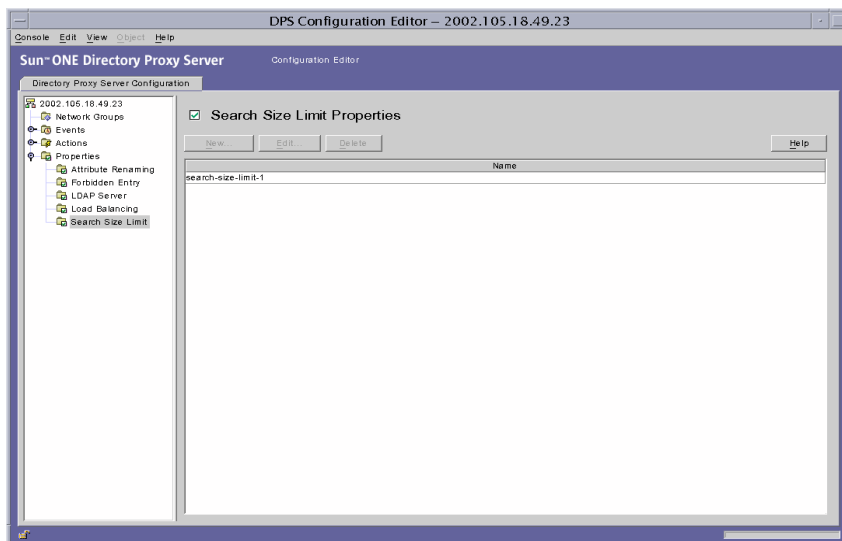 DPS Configuration Editor – 2002.105.18.49.23
Console Edit View Object Help
Sun™ ONE Directory Proxy Server Configuration Editor
Directory Proxy Server Configuration
2002.105.18.49.23
Network Groups
Events
Actions
Properties
Attribute Renaming
Forbidden Entry
LDAP Server
Load Balancing
Search Size Limit
Search Size Limit Properties
New... Edit... Delete Help
Name
search-size-limit-1